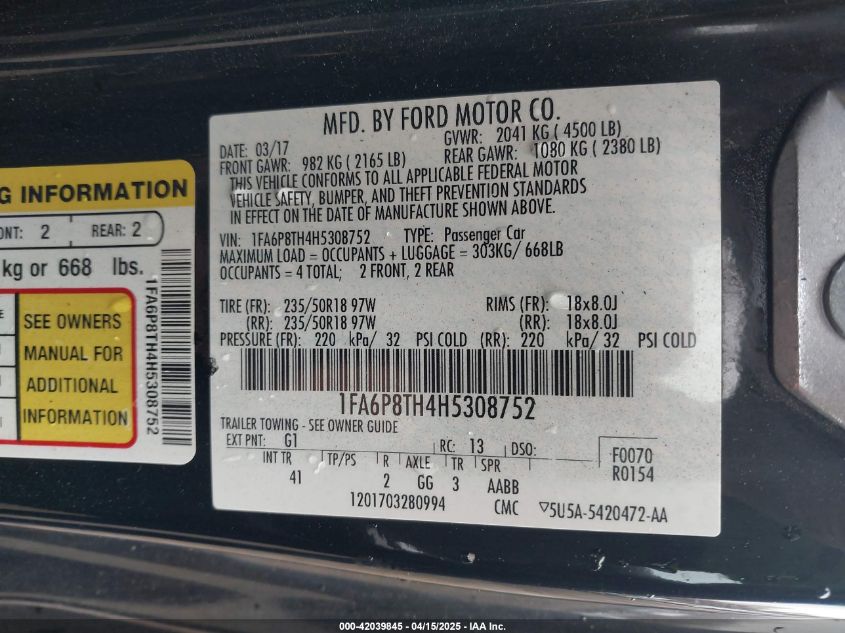 MFD. BY FORD MOTOR CO.
DATE: 03/17 GVWR: 2041 KG ( 4500 LB)
FRONT GAWR: 982 KG ( 2165 LB) REAR GAWR: 1080 KG ( 2380 LB)
THIS VEHICLE CONFORMS TO ALL APPLICABLE FEDERAL MOTOR
VEHICLE SAFETY, BUMPER, AND THEFT PREVENTION STANDARDS
IN EFFECT ON THE DATE OF MANUFACTURE SHOWN ABOVE.
VIN: 1FA6P8TH4H5308752 TYPE: Passenger Car
MAXIMUM LOAD = OCCUPANTS + LUGGAGE = 303KG/ 668LB
OCCUPANTS = 4 TOTAL; 2 FRONT, 2 REAR
TIRE (FR): 235/50R18 97W RIMS (FR): 18x8.0J
(RR): 235/50R18 97W (RR): 18x8.0J
PRESSURE (FR): 220 kPa/ 32 PSI COLD (RR): 220 kPa/ 32 PSI COLD
1FA6P8TH4H5308752
TRAILER TOWING - SEE OWNER GUIDE
EXT PNT: G1 RC: 13 DSO: F0070
R0154
INT TR TP/PS R AXLE TR SPR
41 2 GG 3 AABB
1201703280994 CMC ▽5U5A-5420472-AA
G INFORMATION
ONT: 2 REAR: 2
kg or 668 lbs.
SEE OWNERS
MANUAL FOR
ADDITIONAL
INFORMATION
1FA6P8TH4H5308752
000-42039845 - 04/15/2025 - IAA Inc.